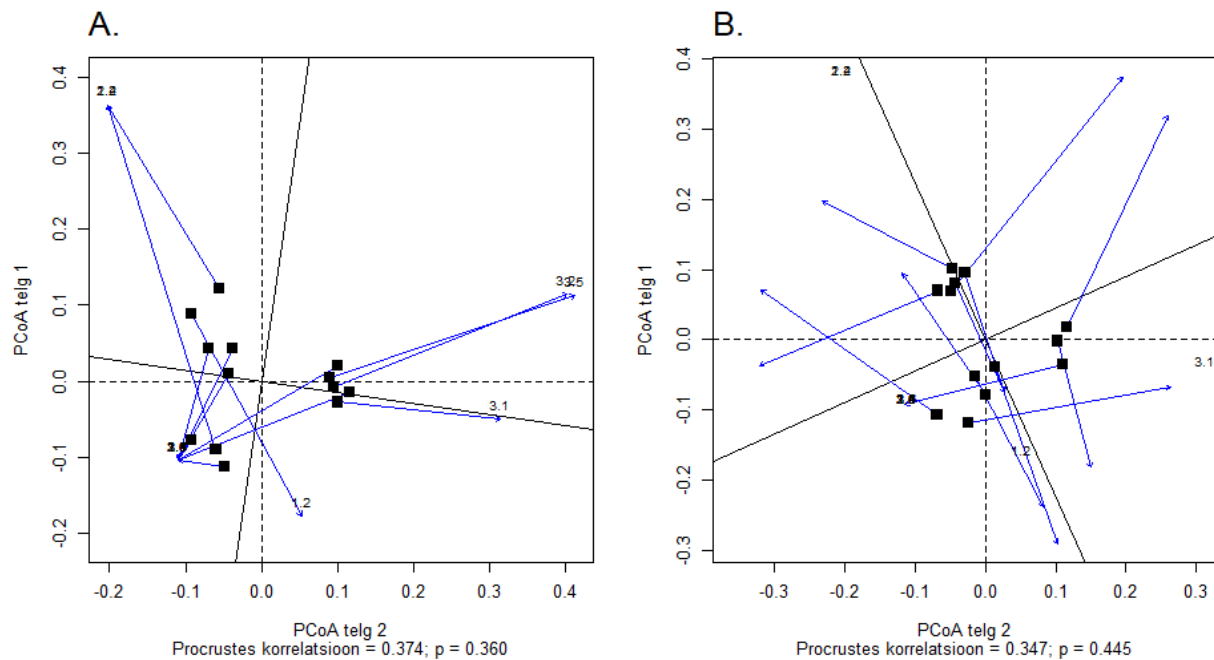 A.
PCoA telg 1
0.4
0.3
0.2
0.1
0.0
-0.1
-0.2
3.1
1.2
-0.2 -0.1 0.0 0.1 0.2 0.3 0.4
PCoA telg 2
Procrustes korrelatsioon = 0.374; p = 0.360
B.
PCoA telg 1
0.4
0.3
0.2
0.1
0.0
-0.1
-0.2
-0.3
3.1
1.2
-0.3 -0.2 -0.1 0.0 0.1 0.2 0.3
PCoA telg 2
Procrustes korrelatsioon = 0.347; p = 0.445